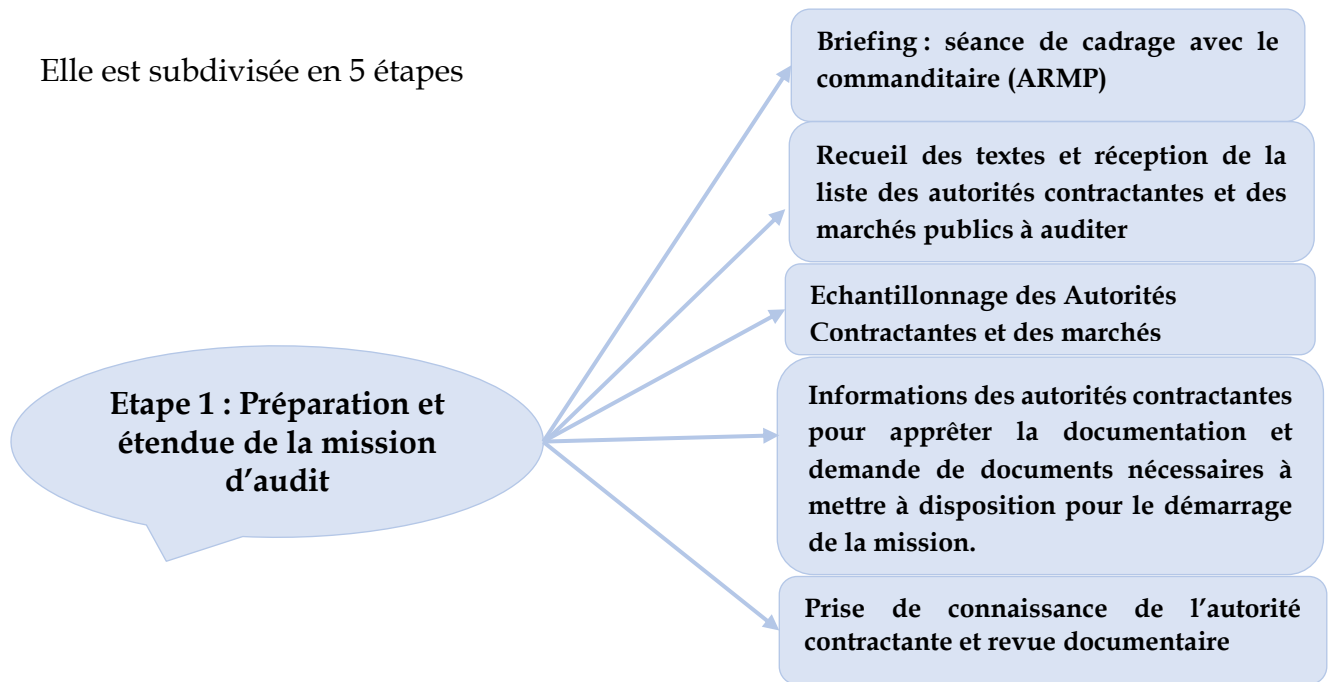 Elle est subdivisée en 5 étapes
Briefing : séance de cadrage avec le
commanditaire (ARMP)
Recueil des textes et réception de la
liste des autorités contractantes et des
marchés publics à auditer
Echantillonnage des Autorités
Contractantes et des marchés
Etape 1 : Préparation et
étendue de la mission
d’audit
Informations des autorités contractantes
pour apprêter la documentation et
demande de documents nécessaires à
mettre à disposition pour le démarrage
de la mission.
Prise de connaissance de l’autorité
contractante et revue documentaire